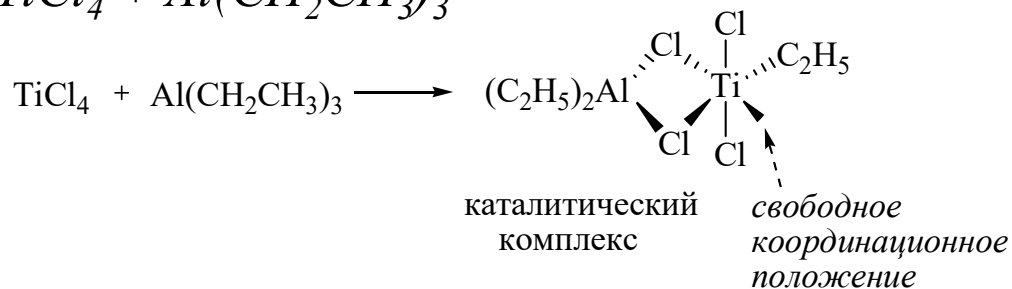 TiCl₄ + Al(CH₂CH₃)₃
TiCl₄ + Al(CH₂CH₃)₃
(C₂H₅)₂Al
Cl
Cl
Ti
C₂H₅
Cl
Cl
каталитический
комплекс
свободное
координационное
положение